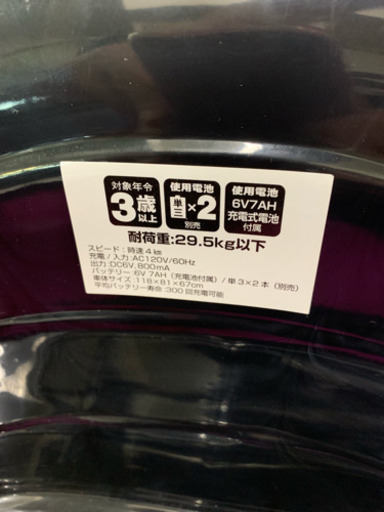 対象年令
3歳以上
使用電池
単3×2
別売
使用電池
6V7AH
充電式電池
付属
耐荷重:29.5kg以下
スピード：時速4㎞
充電/入力:AC120V/60Hz
出力:DC6V,800mA
バッテリー:6V 7AH（充電池付属）/単3×2本（別売）
車体サイズ:118×81×67cm
平均バッテリー寿命:300回充電可能